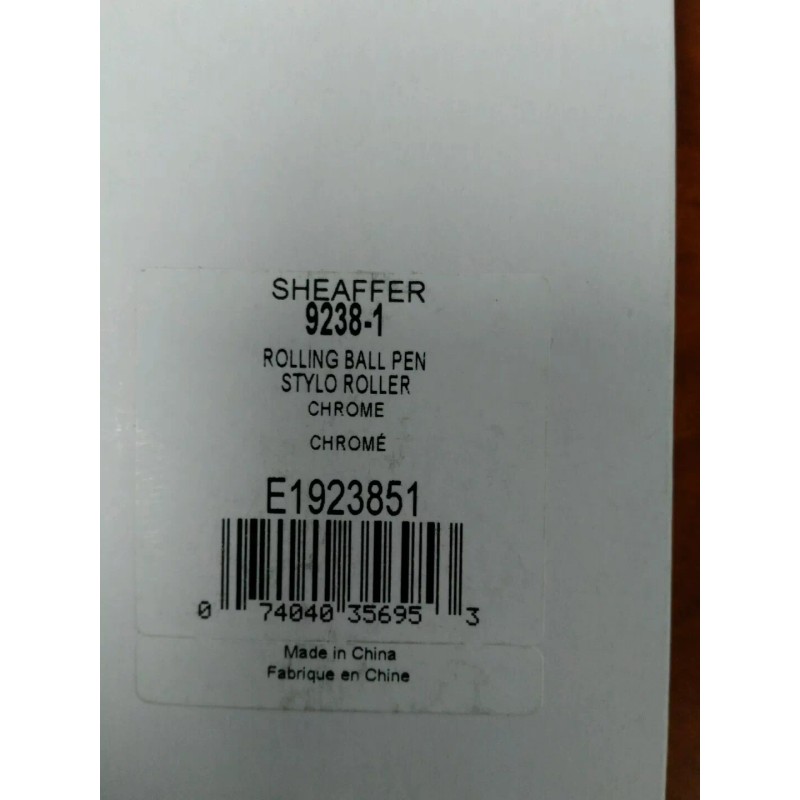 SHEAFFER
9238-1
ROLLING BALL PEN
STYLO ROLLER
CHROME
CHROMÉ
E1923851
0 74040 35695 3
Made in China
Fabrique en Chine